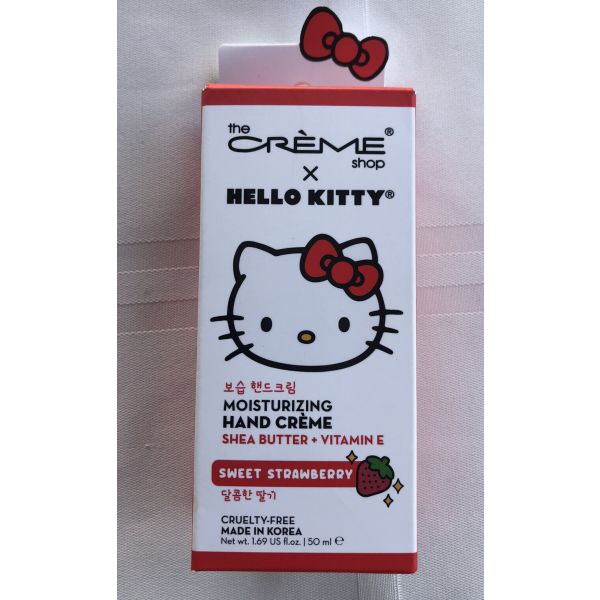 the
CRÈME®
shop
×
HELLO KITTY®
보습 핸드크림
MOISTURIZING
HAND CRÈME
SHEA BUTTER + VITAMIN E
SWEET STRAWBERRY
달콤한 딸기
CRUELTY-FREE
MADE IN KOREA
Net wt. 1.69 US fl.oz. | 50 ml ℮